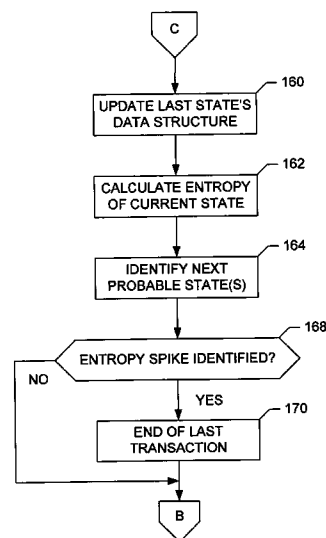 C
160
UPDATE LAST STATE'S
DATA STRUCTURE
162
CALCULATE ENTROPY
OF CURRENT STATE
164
IDENTIFY NEXT
PROBABLE STATE(S)
168
ENTROPY SPIKE IDENTIFIED?
NO
YES
170
END OF LAST
TRANSACTION
B